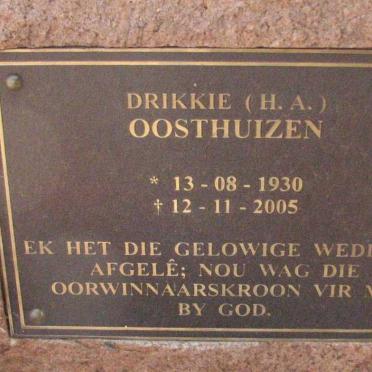 DRIKKIE (H.A.)
OOSTHUIZEN
* 13-08-1930
† 12-11-2005
EK HET DIE GELOWIGE
AFGELÊ; NOU WAG DIE
OORWINNAARSKROON VIR
BY GOD.